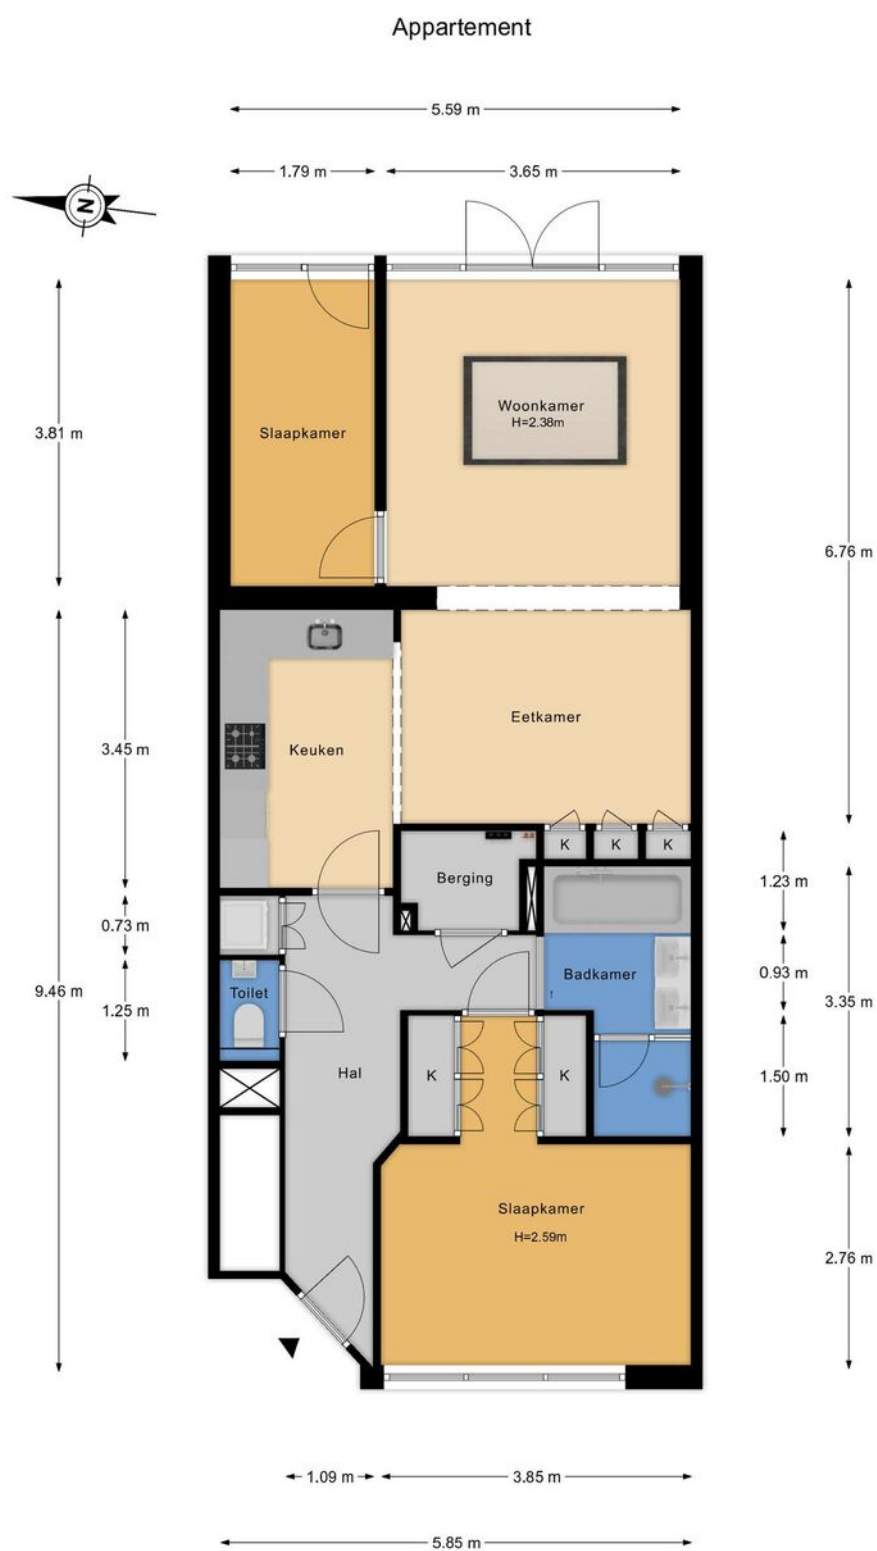 Appartement
5.59 m
1.79 m
3.65 m
N
Woonkamer
H=2.38m
Slaapkamer
3.81 m
6.76 m
Eetkamer
Keuken
3.45 m
K
K
K
Berging
1.23 m
0.73 m
9.46 m
Toilet
Badkamer
0.93 m
1.25 m
3.35 m
Hal
K
K
1.50 m
Slaapkamer
H=2.59m
2.76 m
1.09 m
3.85 m
5.85 m